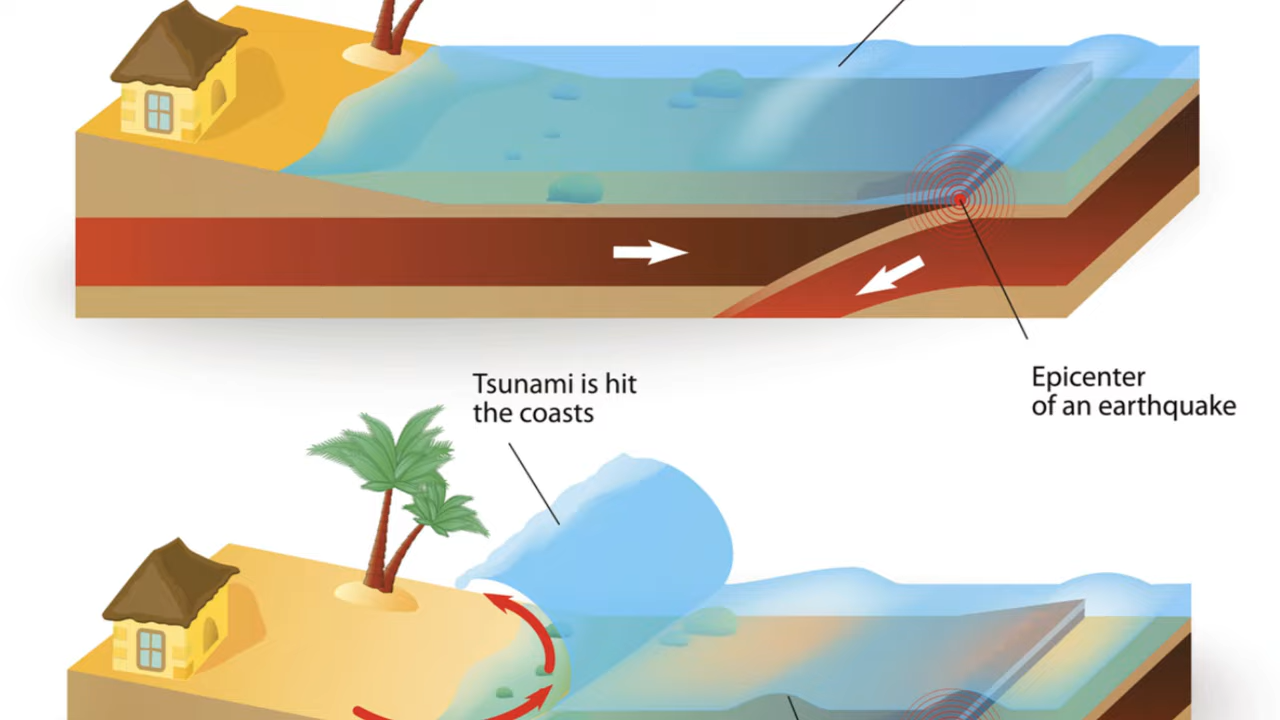 Tsunami is hit
the coasts
Epicenter
of an earthquake